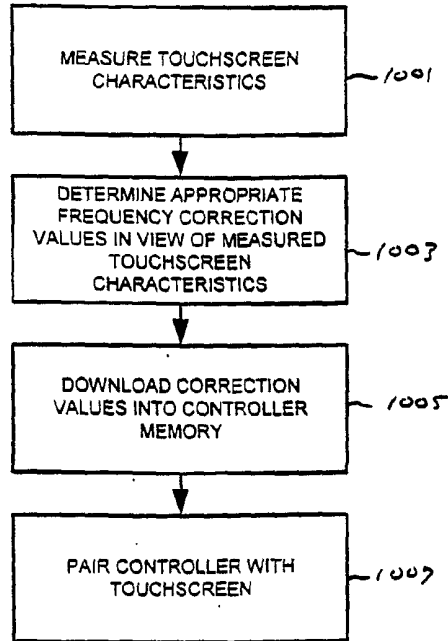 MEASURE TOUCHSCREEN
CHARACTERISTICS
1001
DETERMINE APPROPRIATE
FREQUENCY CORRECTION
VALUES IN VIEW OF MEASURED
TOUCHSCREEN
CHARACTERISTICS
1003
DOWNLOAD CORRECTION
VALUES INTO CONTROLLER
MEMORY
1005
PAIR CONTROLLER WITH
TOUCHSCREEN
1007